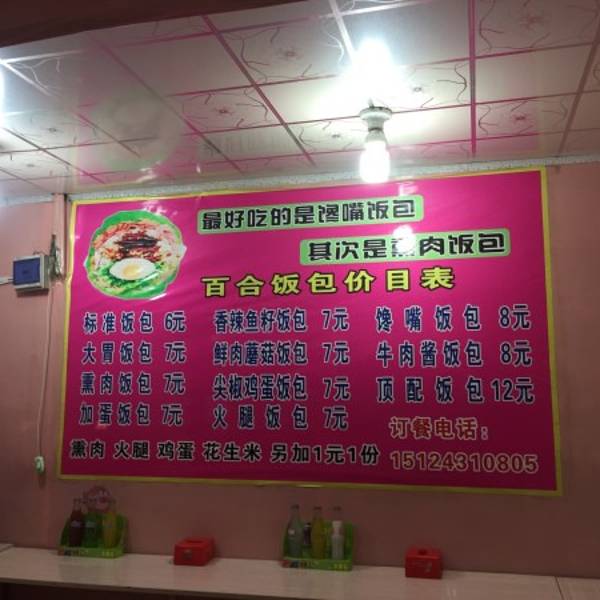 最好吃的是馋嘴饭包
其次是熏肉饭包
百合饭包价目表
标准饭包 6元 香辣鱼籽饭包 7元 馋嘴饭包 8元
大胃饭包 7元 鲜肉蘑菇饭包 7元 牛肉酱饭包 8元
熏肉饭包 7元 尖椒鸡蛋饭包 7元 顶配饭包 12元
加蛋饭包 7元 火腿饭包 7元
订餐电话：
熏肉 火腿 鸡蛋 花生米 另加1元1份
15124310805